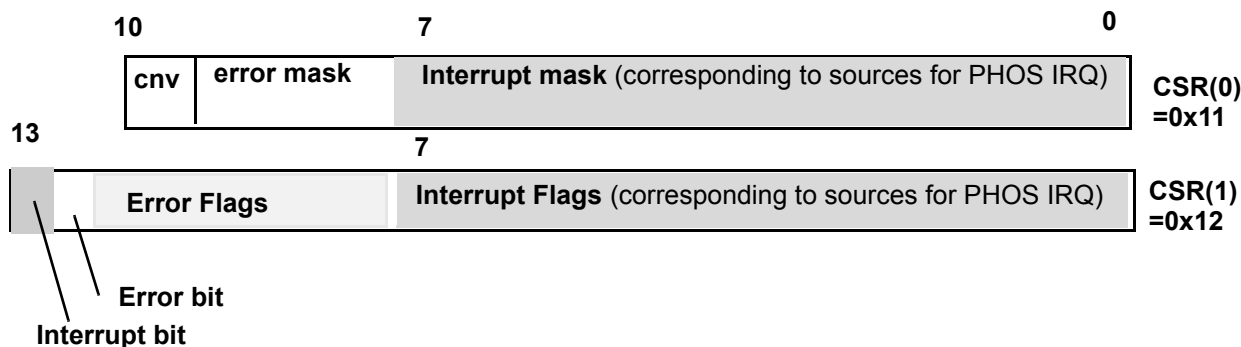 10 7 0
cnv error mask Interrupt mask (corresponding to sources for PHOS IRQ) CSR(0)
=0x11
13 7
Error Flags Interrupt Flags (corresponding to sources for PHOS IRQ) CSR(1)
=0x12
Error bit
Interrupt bit